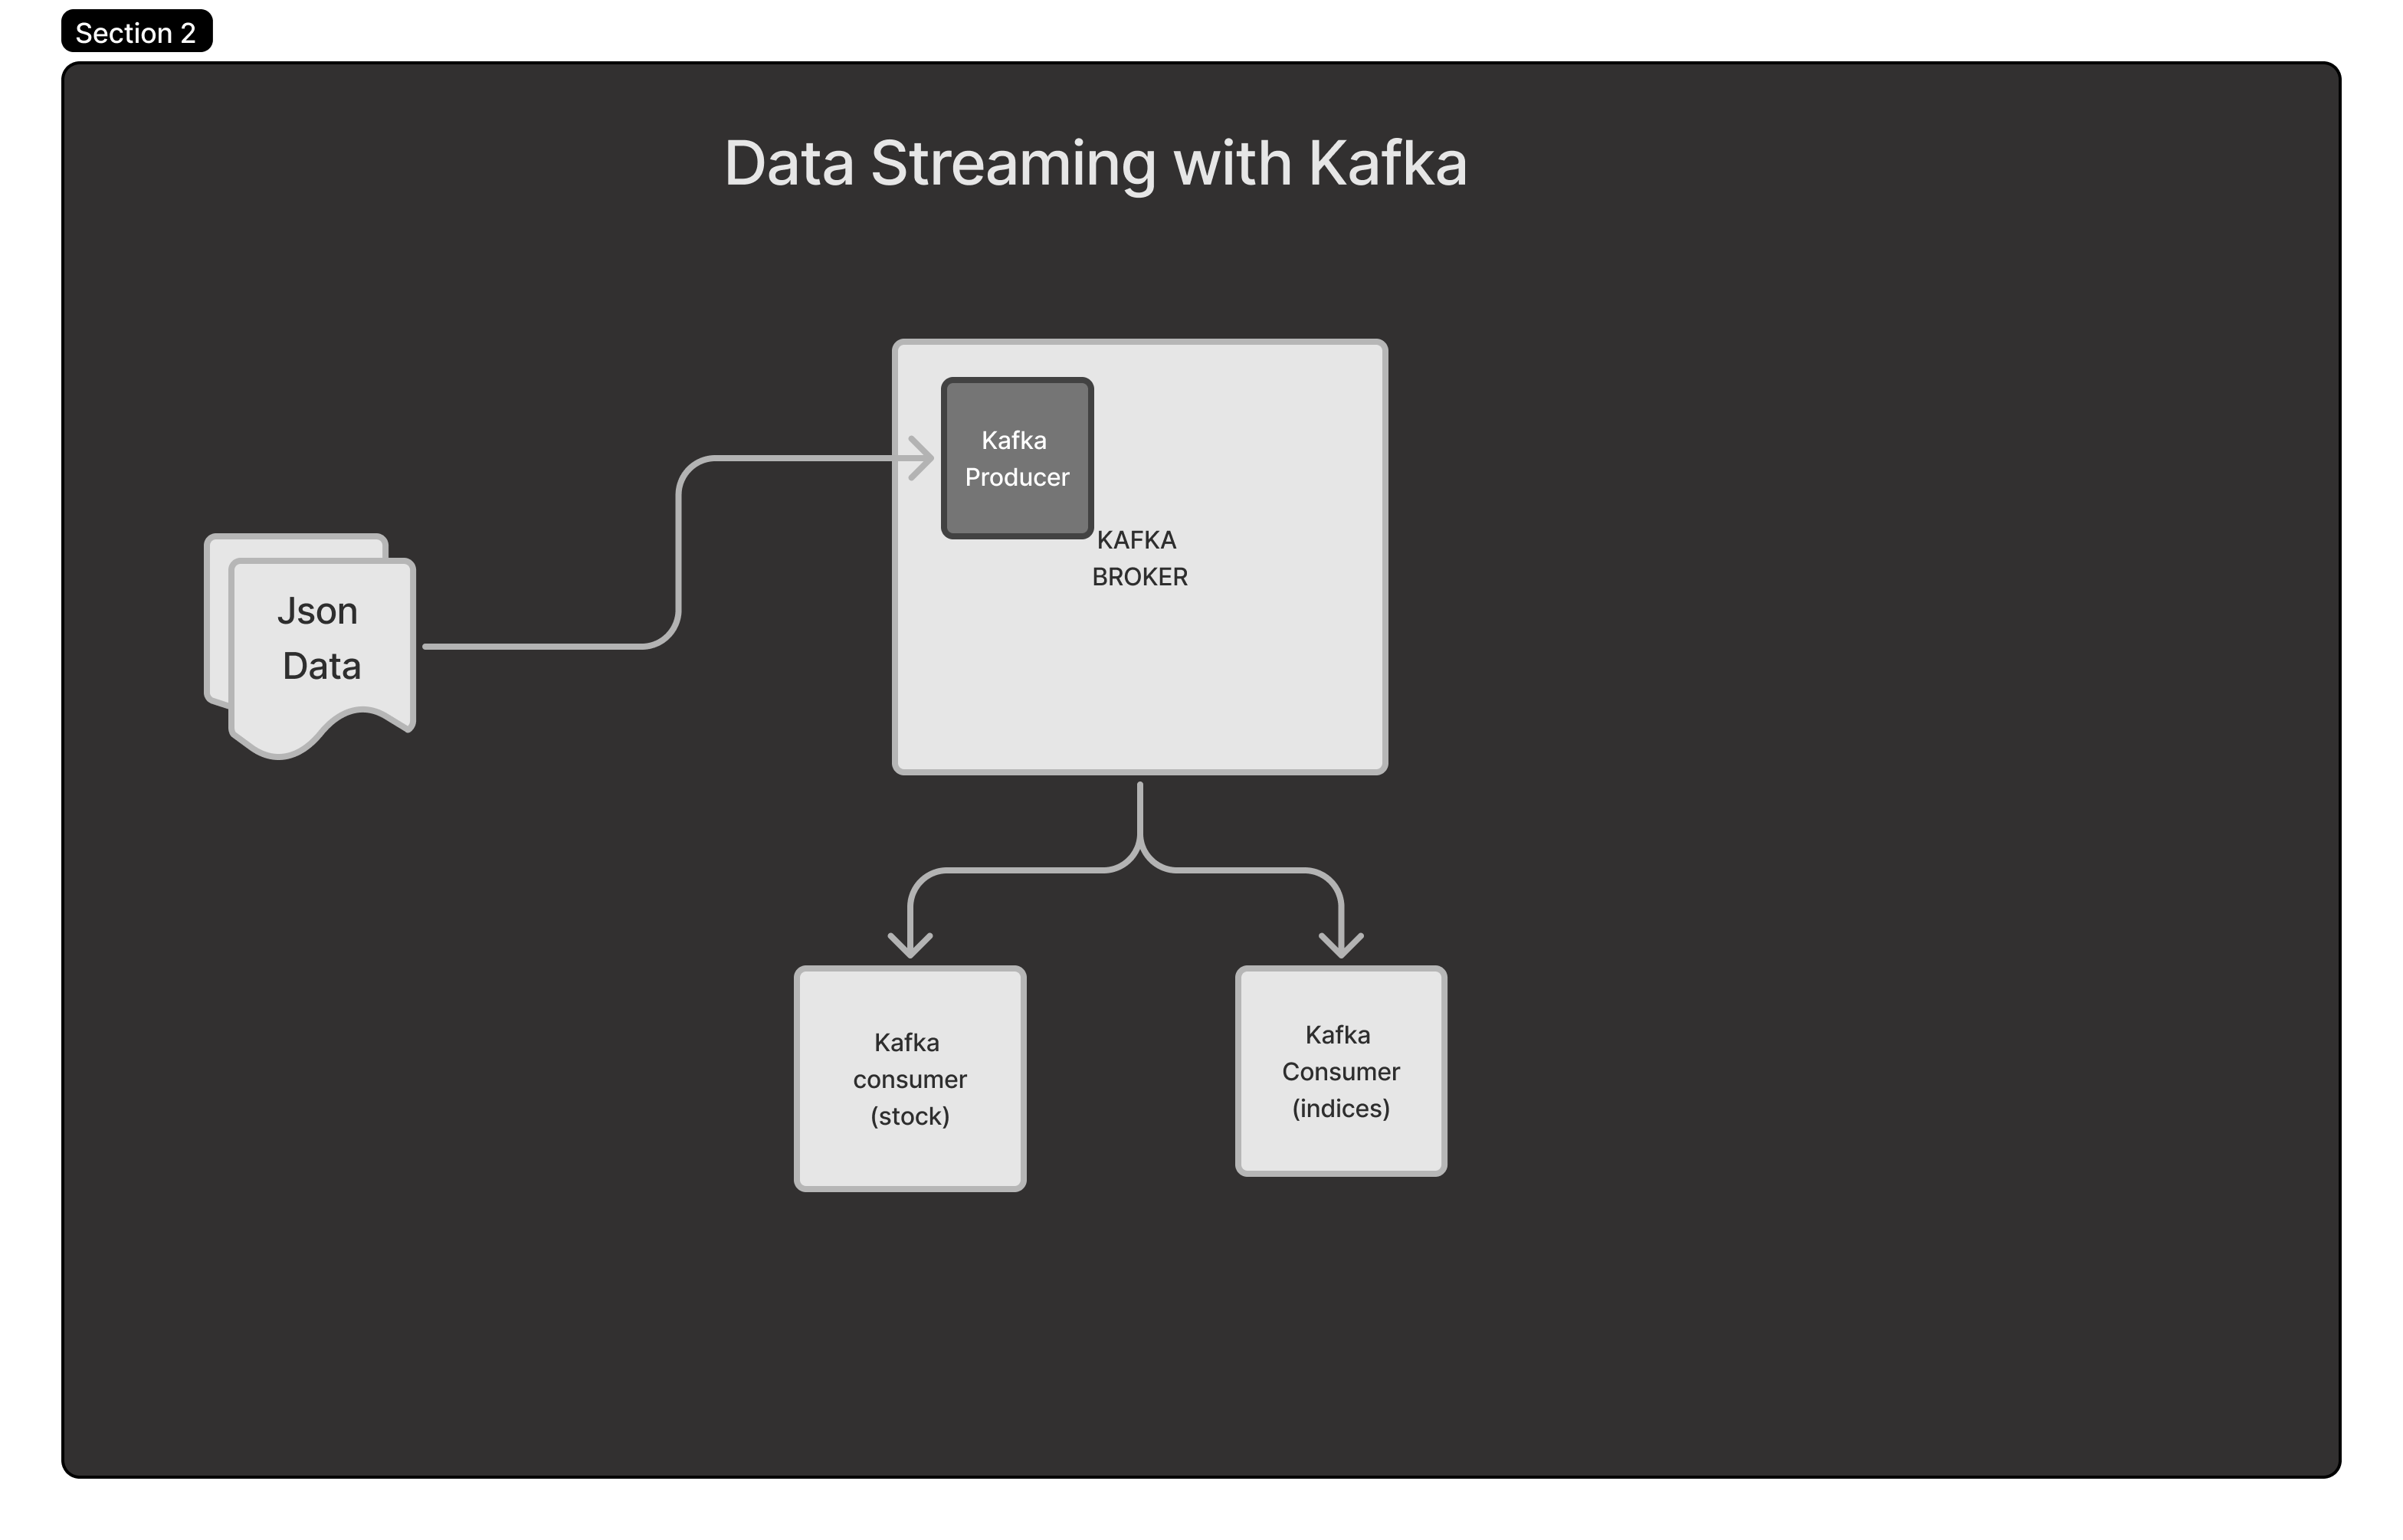 Section 2
Data Streaming with Kafka
Kafka
Producer
KAFKA
BROKER
Json
Data
Kafka
consumer
(stock)
Kafka
Consumer
(indices)